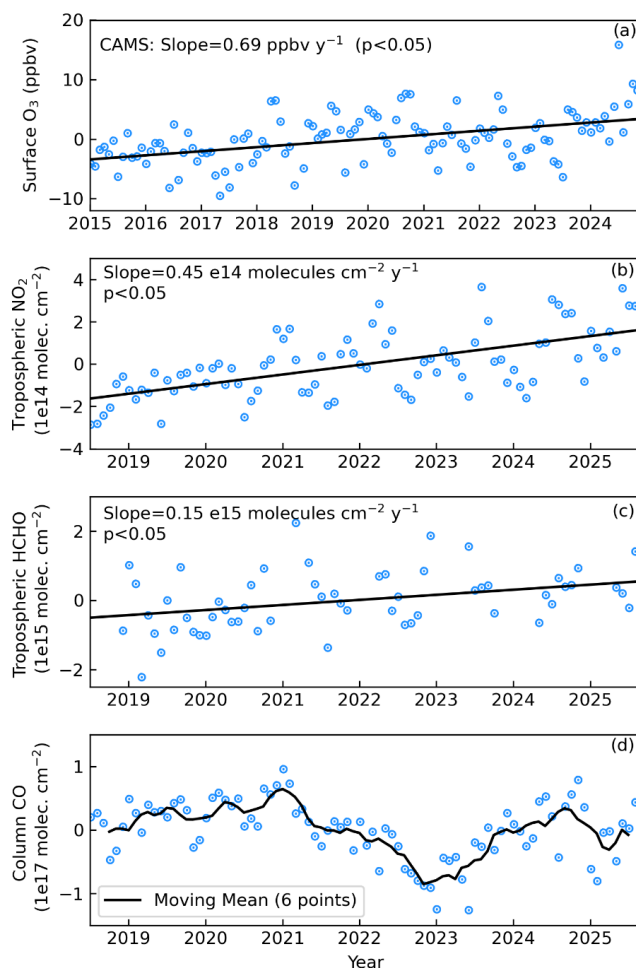 (a)
CAMS: Slope=0.69 ppbv y⁻¹ (p<0.05)
Surface O₃ (ppbv)
20
10
0
−10
2015 2016 2017 2018 2019 2020 2021 2022 2023 2024
(b)
Slope=0.45 e14 molecules cm⁻² y⁻¹
p<0.05
Tropospheric NO₂
(1e14 molec. cm⁻²)
4
2
0
−2
−4
2019 2020 2021 2022 2023 2024 2025
(c)
Slope=0.15 e15 molecules cm⁻² y⁻¹
p<0.05
Tropospheric HCHO
(1e15 molec. cm⁻²)
2
0
−2
2019 2020 2021 2022 2023 2024 2025
(d)
Column CO
(1e17 molec. cm⁻²)
1
0
−1
Moving Mean (6 points)
2019 2020 2021 2022 2023 2024 2025
Year